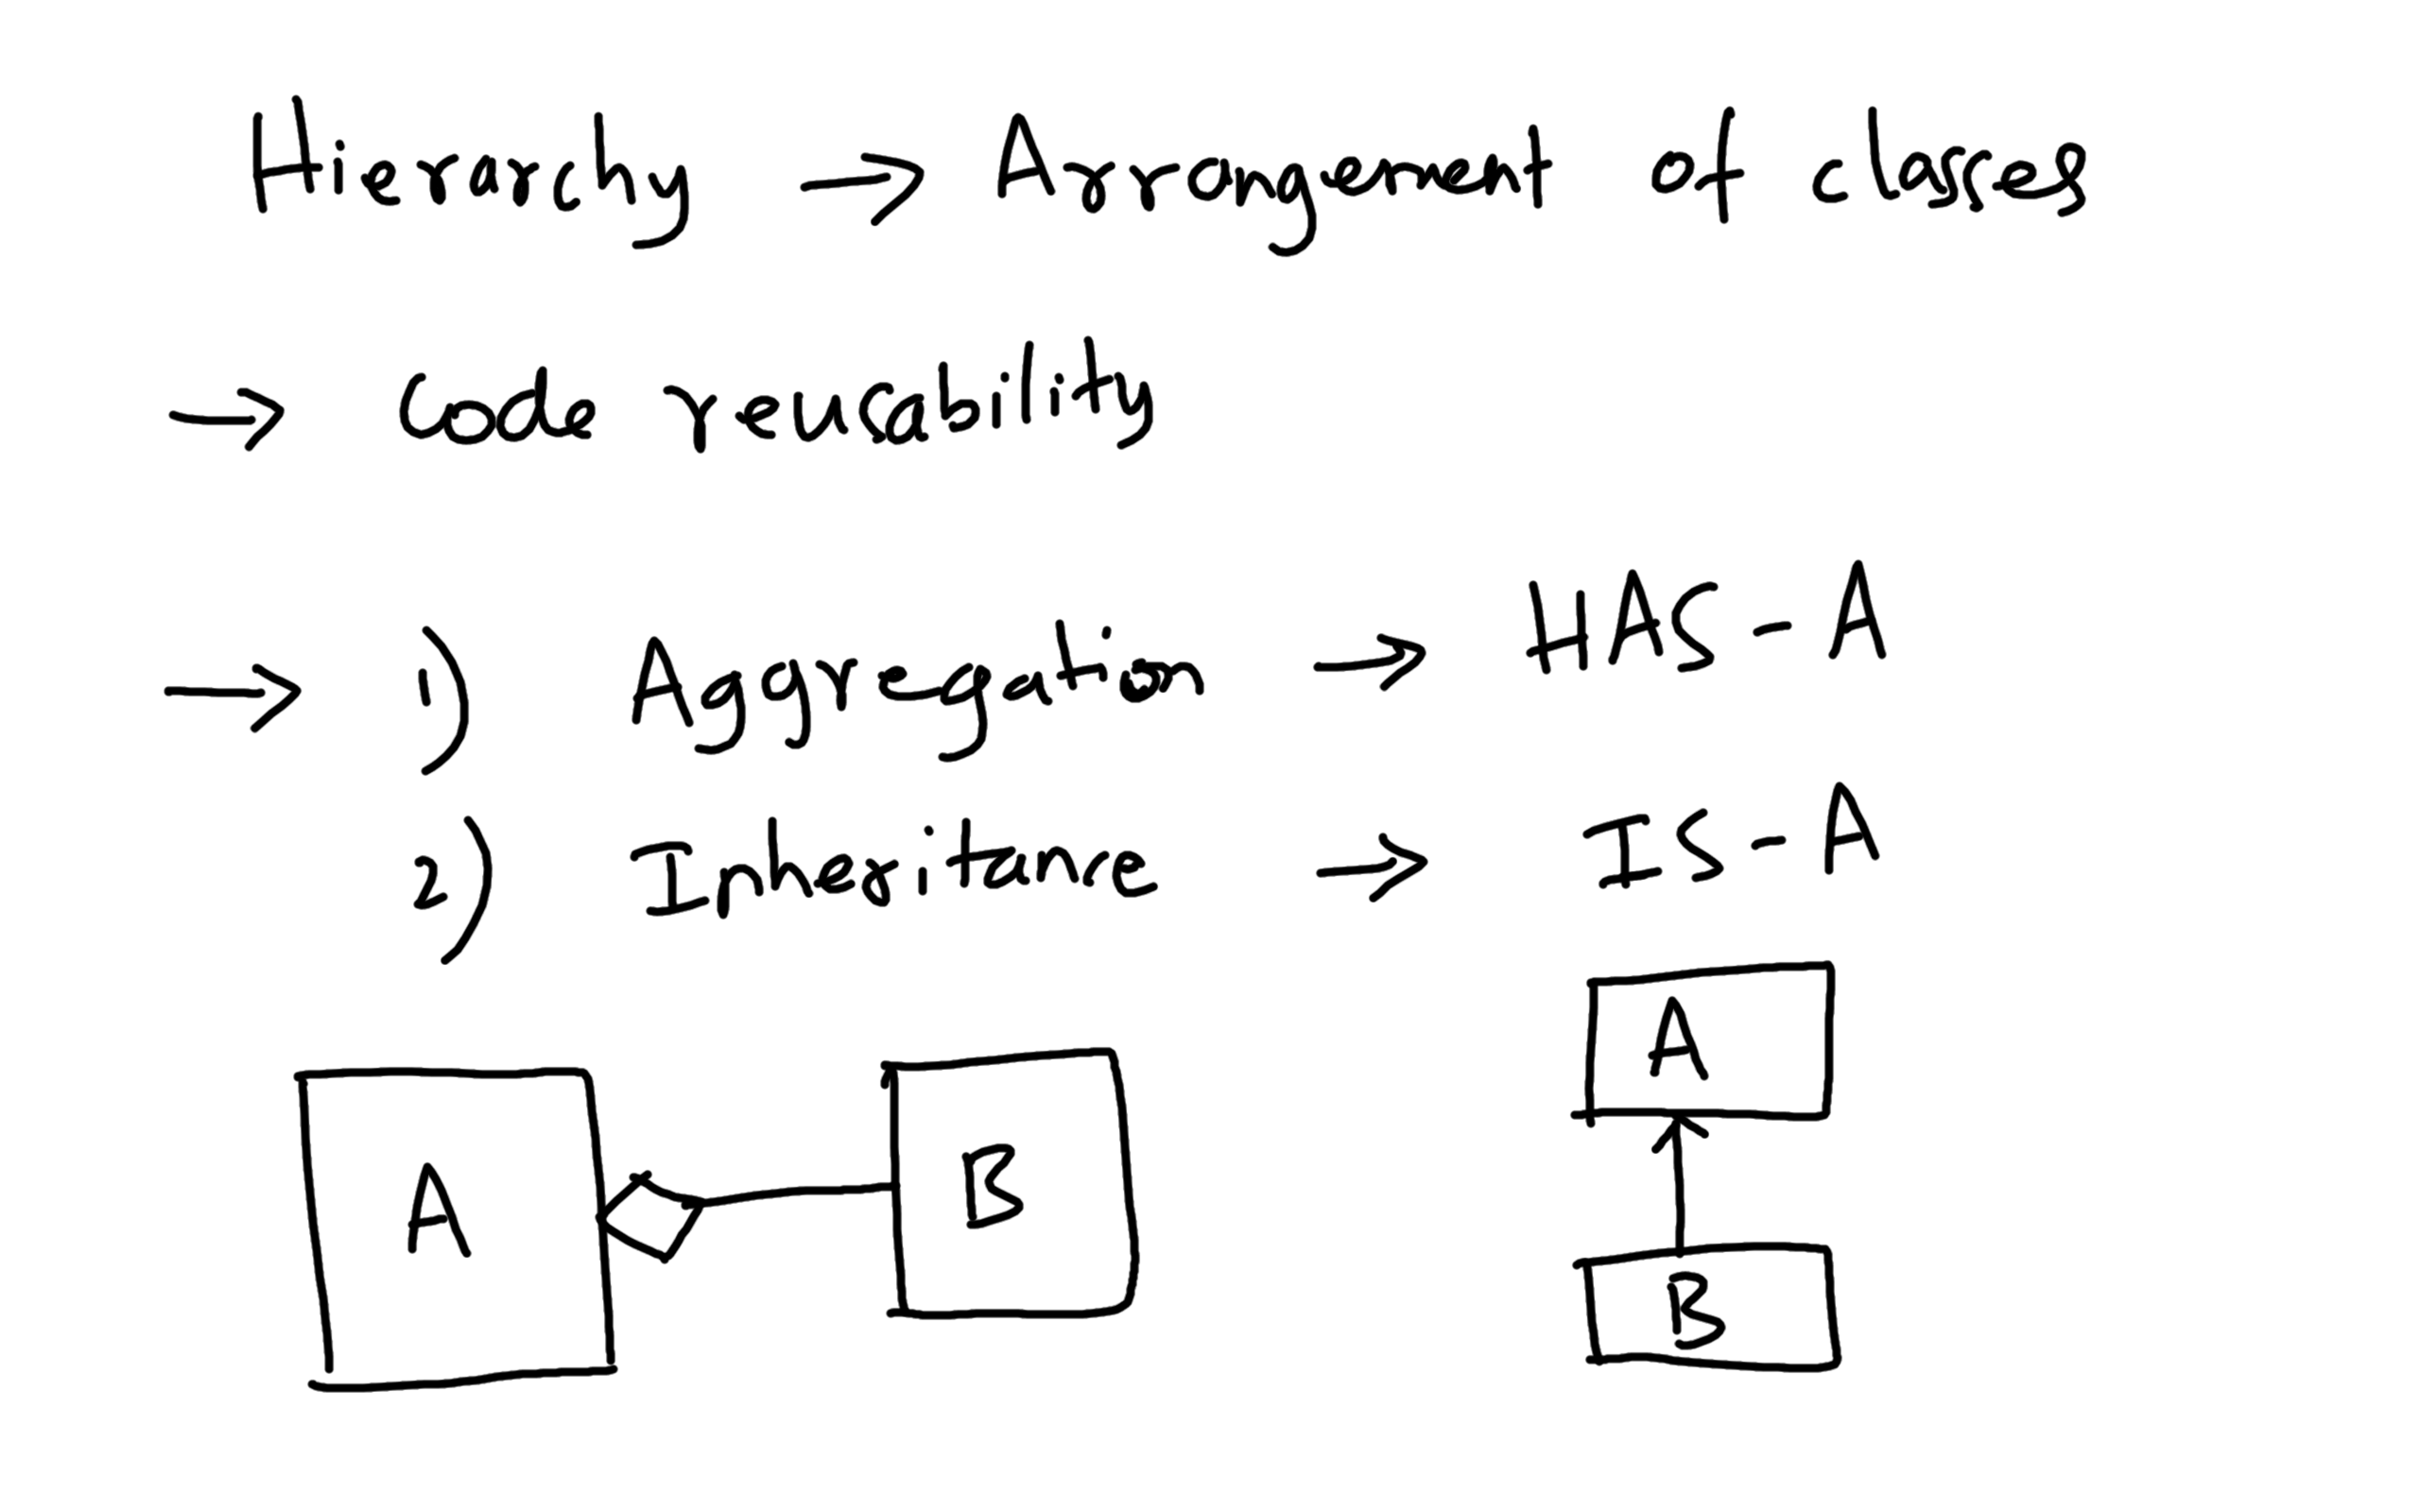 Hierarchy → Arrangement of classes
→ Code reusability
→ 1) Aggregation → HAS-A
2) Inheritance → IS-A
A
A B
B